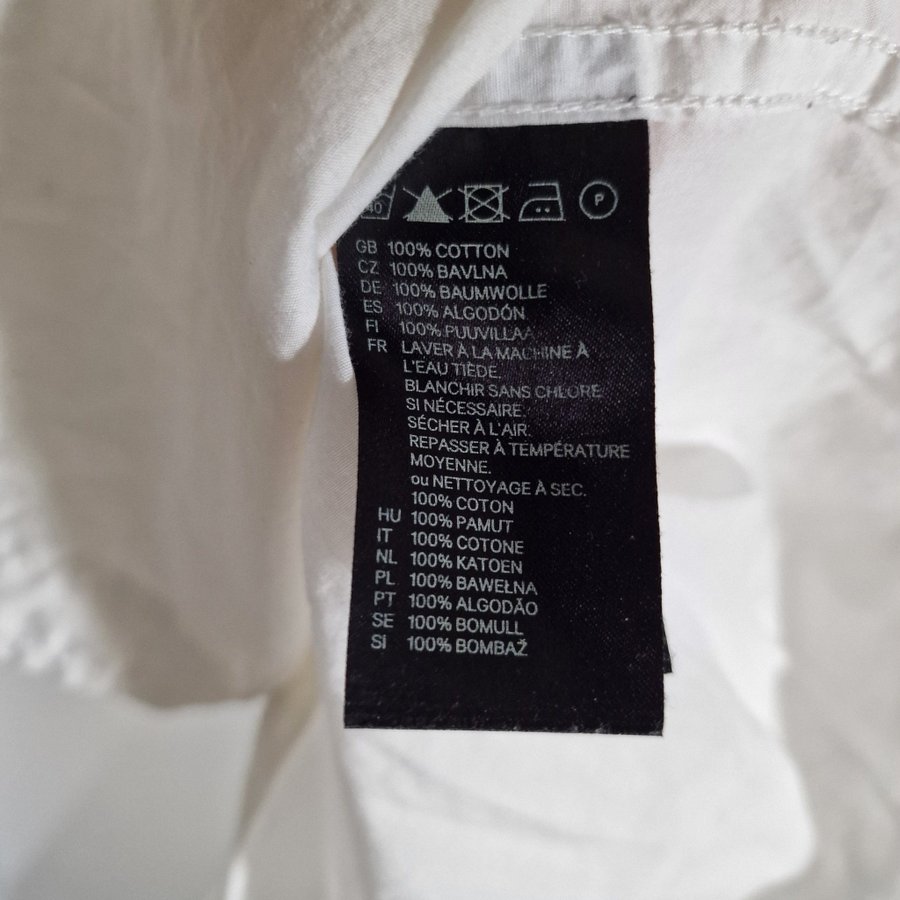 40 P
GB 100% COTTON
CZ 100% BAVLNA
DE 100% BAUMWOLLE
ES 100% ALGODÓN
FI 100% PUUVILLAA
FR LAVER À LA MACHINE À
L'EAU TIÈDE.
BLANCHIR SANS CHLORE
SI NÉCESSAIRE.
SÉCHER À L'AIR.
REPASSER À TEMPÉRATURE
MOYENNE.
ou NETTOYAGE À SEC.
100% COTON
HU 100% PAMUT
IT 100% COTONE
NL 100% KATOEN
PL 100% BAWEŁNA
PT 100% ALGODÃO
SE 100% BOMULL
SI 100% BOMBAŽ